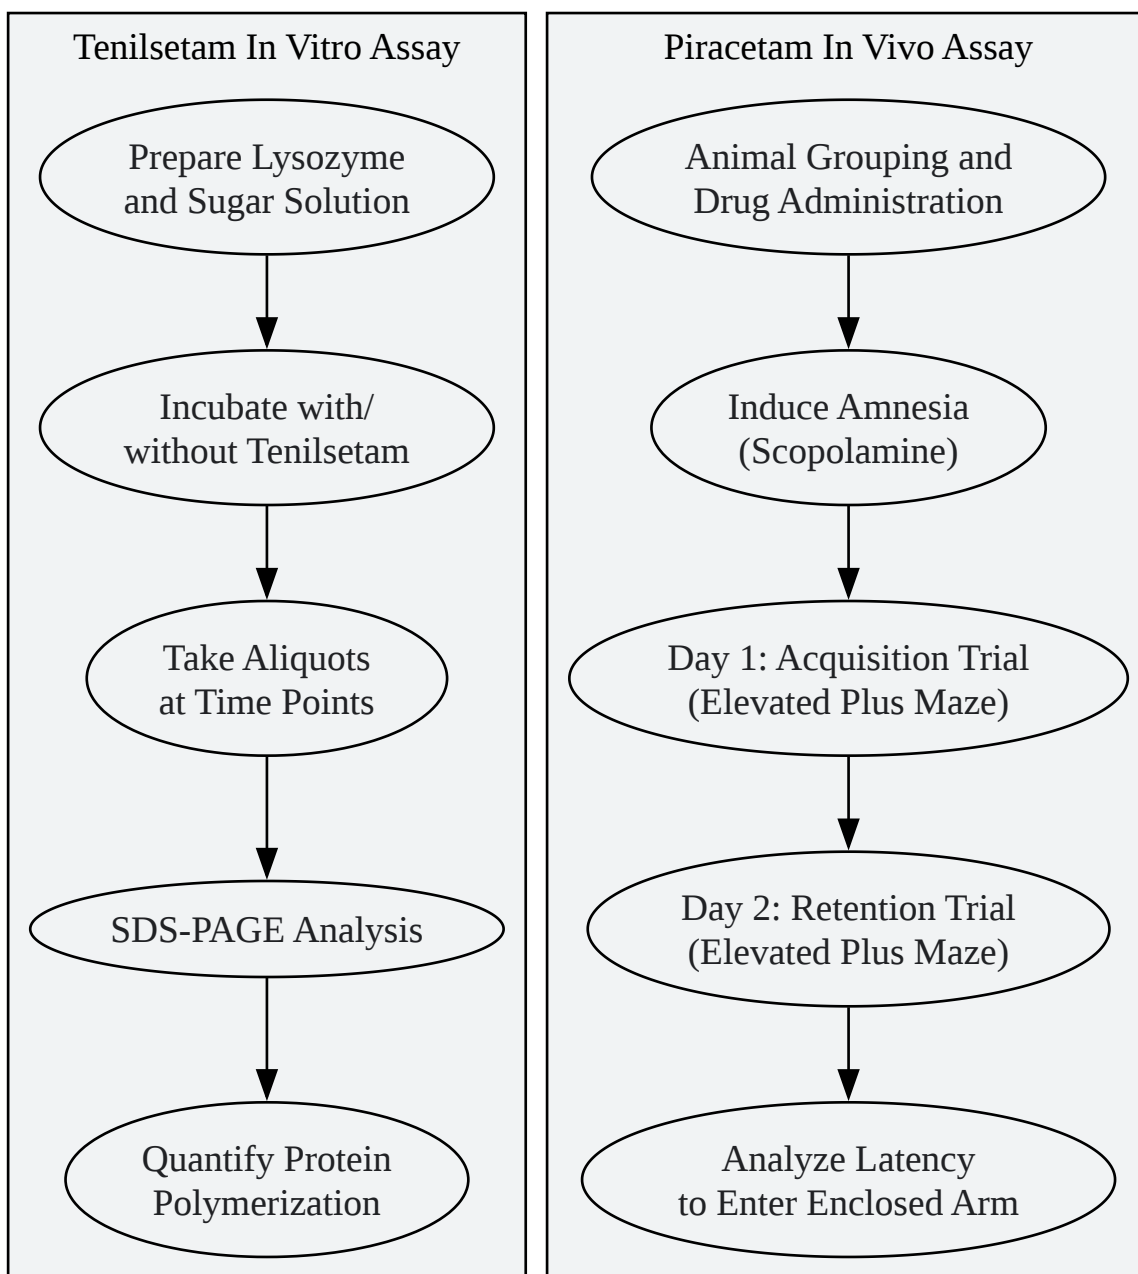 Tenilsetam In Vitro Assay
Prepare Lysozyme
and Sugar Solution
Incubate with/
without Tenilsetam
Take Aliquots
at Time Points
SDS-PAGE Analysis
Quantify Protein
Polymerization
Piracetam In Vivo Assay
Animal Grouping and
Drug Administration
Induce Amnesia
(Scopolamine)
Day 1: Acquisition Trial
(Elevated Plus Maze)
Day 2: Retention Trial
(Elevated Plus Maze)
Analyze Latency
to Enter Enclosed Arm